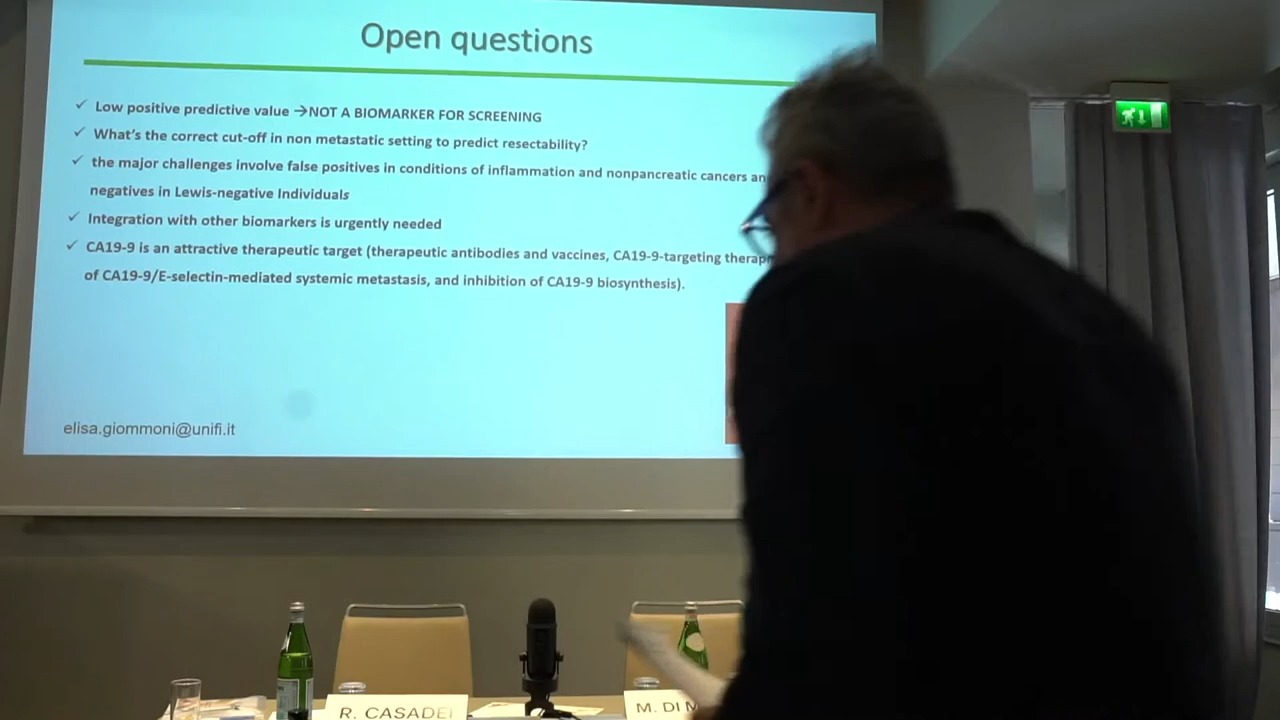 Open questions
✓ Low positive predictive value →NOT A BIOMARKER FOR SCREENING
✓ What's the correct cut-off in non metastatic setting to predict resectability?
✓ the major challenges involve false positives in conditions of inflammation and nonpancreatic cancers
negatives in Lewis-negative Individuals
✓ Integration with other biomarkers is urgently needed
✓ CA19-9 is an attractive therapeutic target (therapeutic antibodies and vaccines, CA19-9-targeting
of CA19-9/E-selectin-mediated systemic metastasis, and inhibition of CA19-9 biosynthesis).
elisa.giommoni@unifi.it
R. CASADEI
M. DI